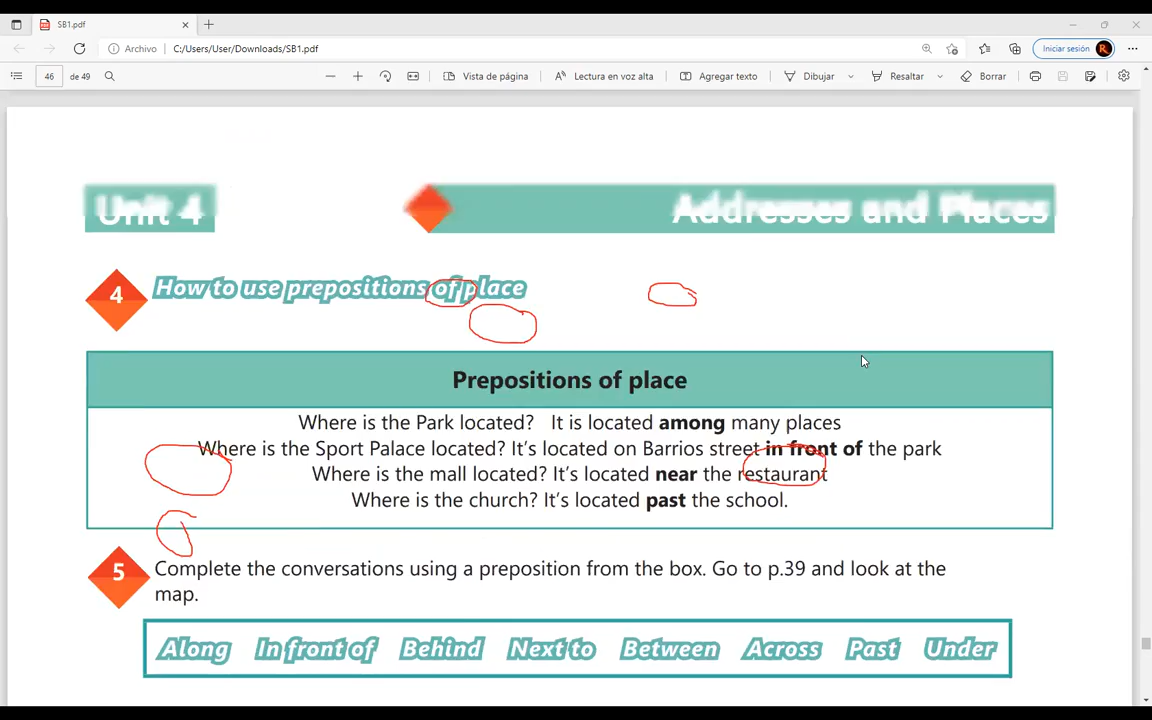 SB1.pdf
Archivo C:/Users/User/Downloads/SB1.pdf Iniciar sesión R
46 de 49 Vista de página Lectura en voz alta Agregar texto Dibujar Resaltar Borrar
Unit 4 Addresses and Places
4 How to use prepositions of place
Prepositions of place
Where is the Park located? It is located among many places
Where is the Sport Palace located? It's located on Barrios street in front of the park
Where is the mall located? It's located near the restaurant
Where is the church? It's located past the school.
5 Complete the conversations using a preposition from the box. Go to p.39 and look at the
map.
Along In front of Behind Next to Between Across Past Under